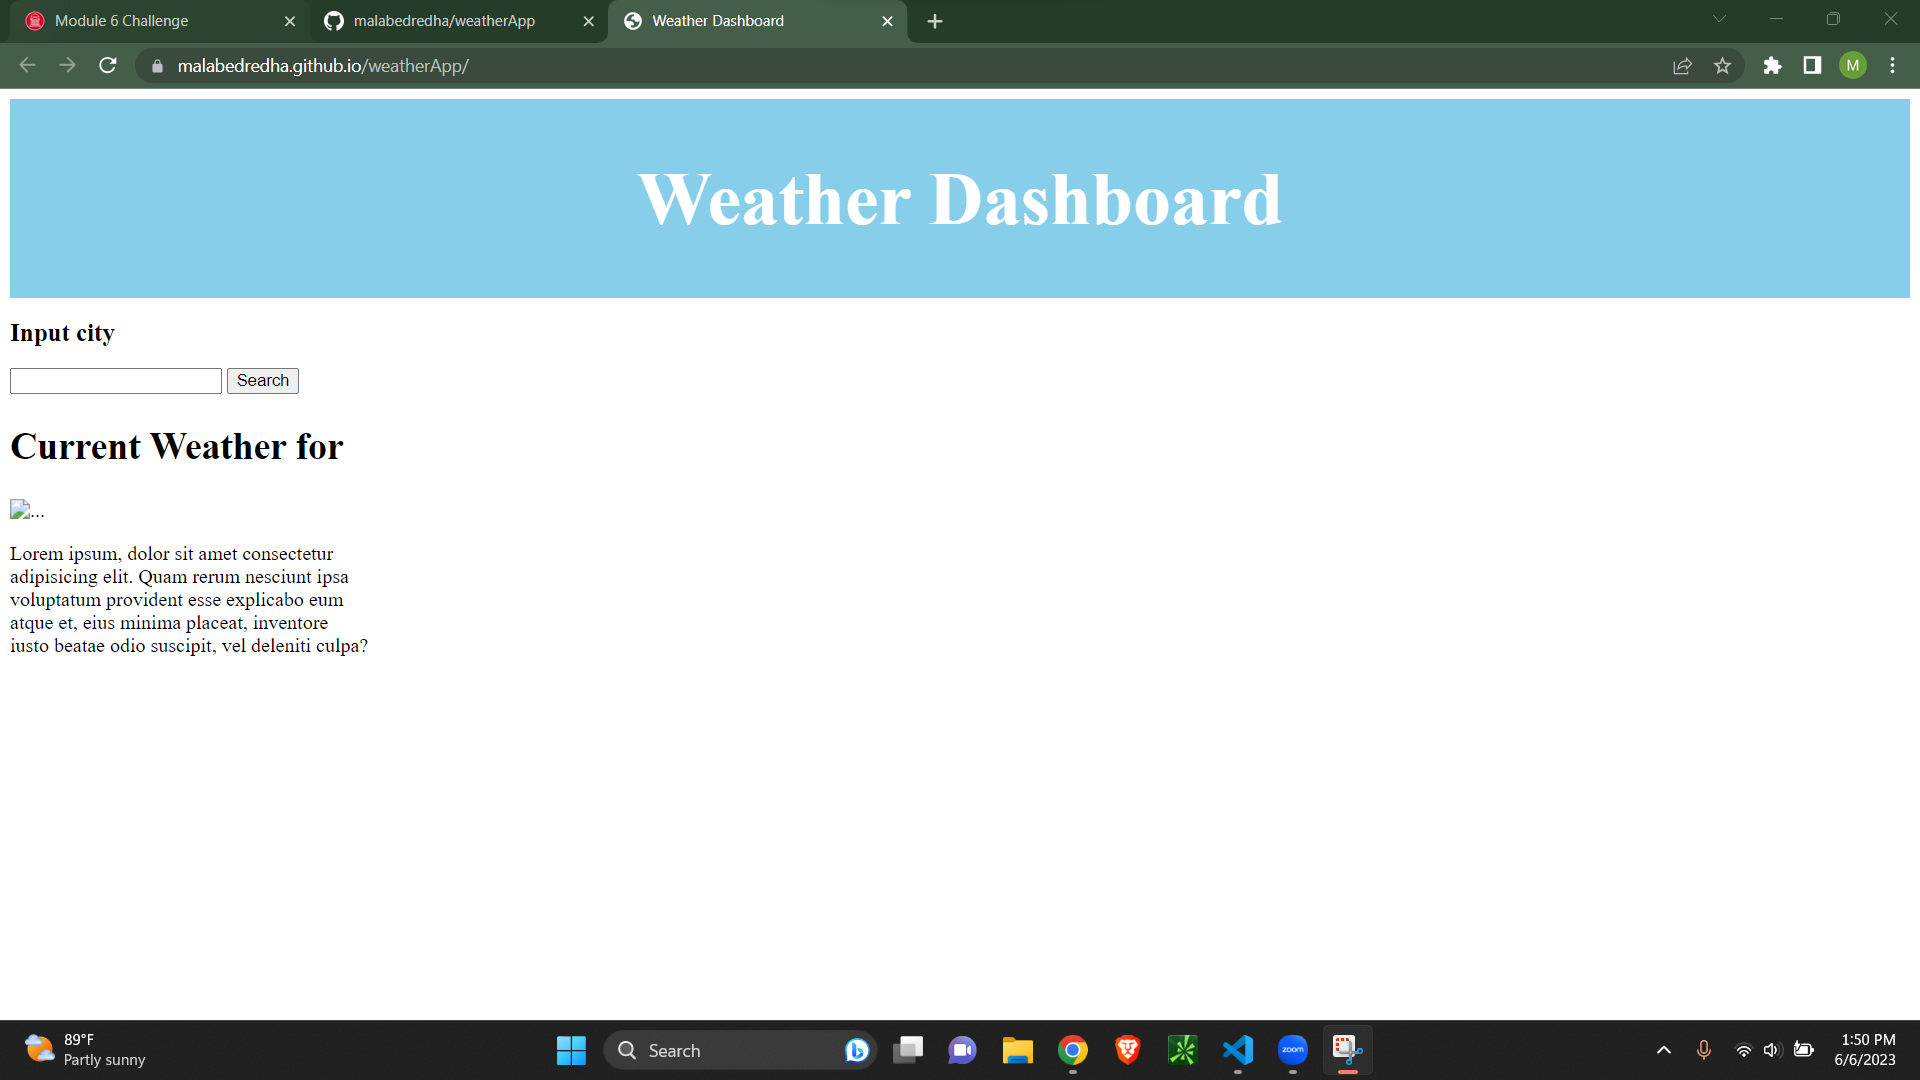 Module 6 Challenge
malabedredha/weatherApp
Weather Dashboard
malabedredha.github.io/weatherApp/
M
Weather Dashboard
Input city
Search
Current Weather for
...
Lorem ipsum, dolor sit amet consectetur
adipisicing elit. Quam rerum nesciunt ipsa
voluptatum provident esse explicabo eum
atque et, eius minima placeat, inventore
iusto beatae odio suscipit, vel deleniti culpa?
89°F
Partly sunny
Search
zoom
1:50 PM
6/6/2023